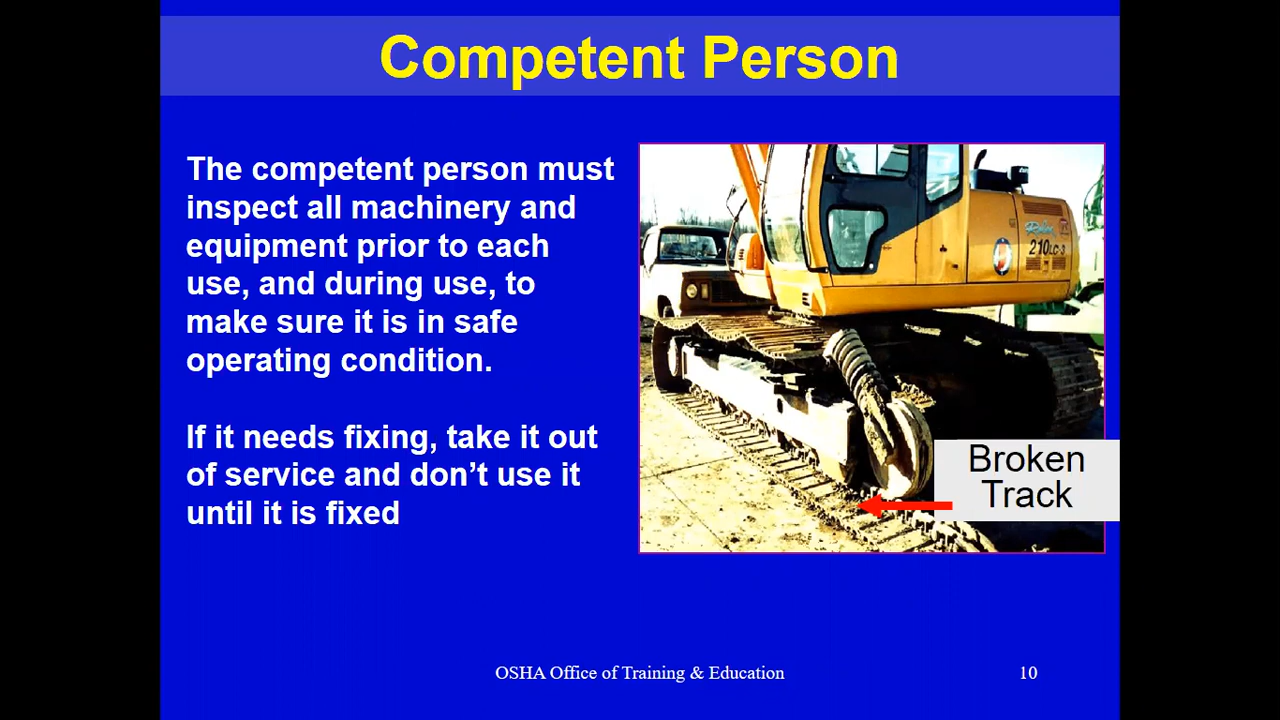 Competent Person
The competent person must
inspect all machinery and
equipment prior to each
use, and during use, to
make sure it is in safe
operating condition.
If it needs fixing, take it out
of service and don’t use it
until it is fixed
210LC-3
Broken
Track
OSHA Office of Training & Education
10